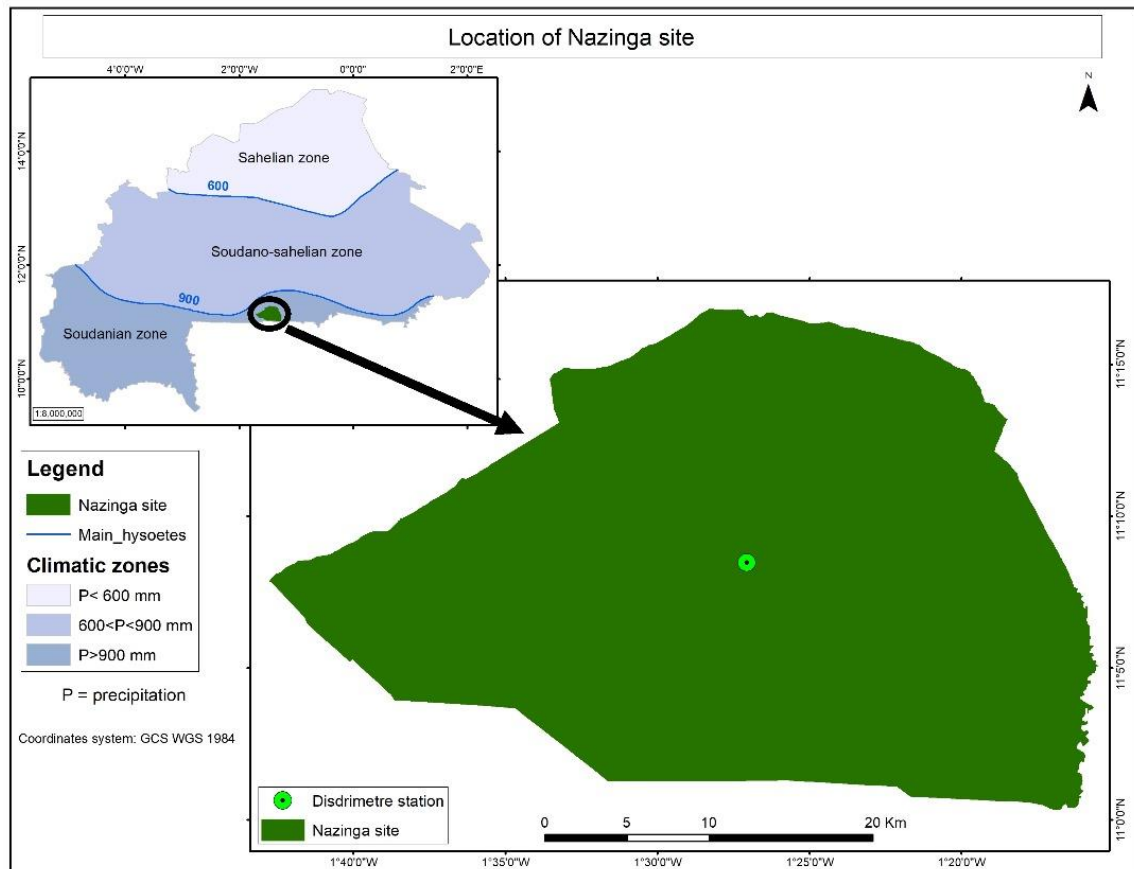 Location of Nazinga site
4°0'0"W 2°0'0"W 0°0'0" 2°0'0"E
N
14°0'0"N
12°0'0"N
10°0'0"N
Sahelian zone
600
Soudano-sahelian zone
900
Soudanian zone
1:8,000,000
Legend
Nazinga site
Main_hysoetes
Climatic zones
P< 600 mm
600<P<900 mm
P>900 mm
P = precipitation
Coordinates system: GCS WGS 1984
11°15'0"N
11°10'0"N
11°5'0"N
11°0'0"N
Disdrimetre station
Nazinga site
0 5 10 20 Km
1°40'0"W 1°35'0"W 1°30'0"W 1°25'0"W 1°20'0"W